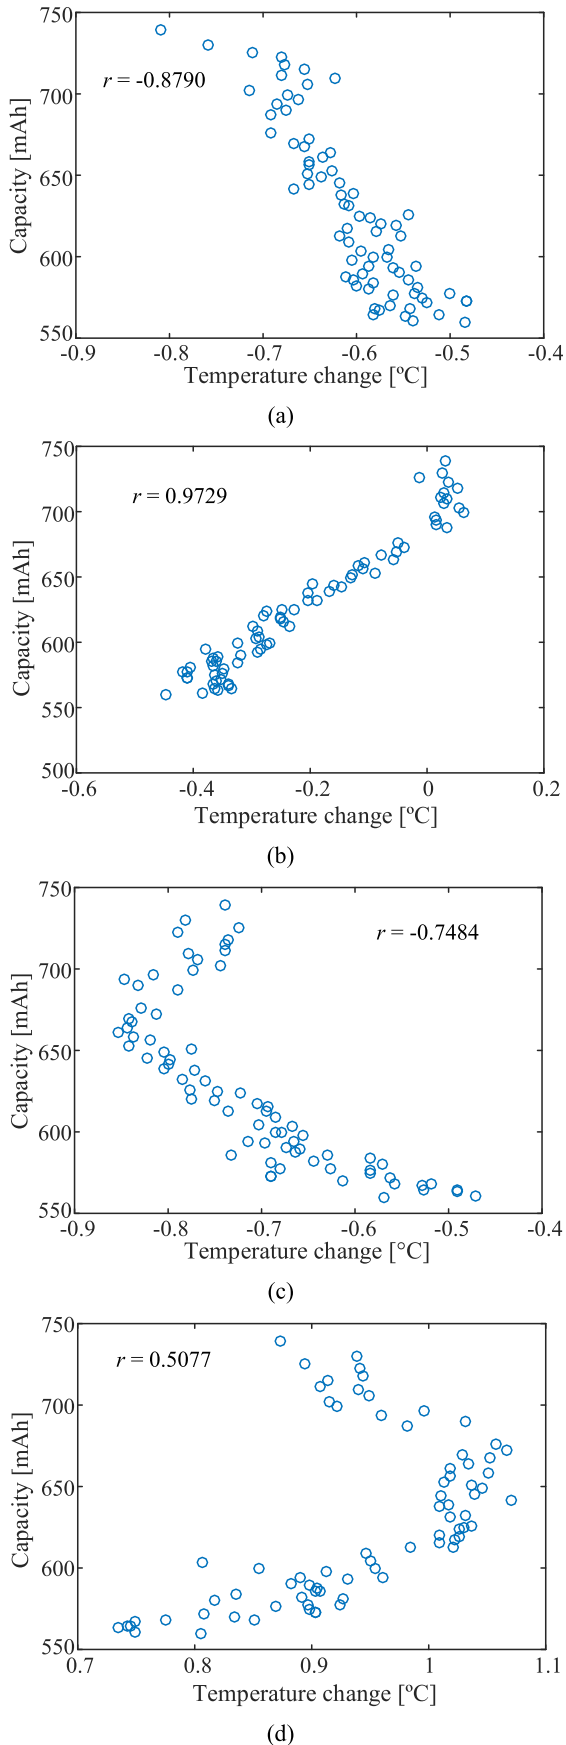 750
r = -0.8790
700
650
600
550
Capacity [mAh]
-0.9 -0.8 -0.7 -0.6 -0.5 -0.4
Temperature change [ºC]
(a)
750
r = 0.9729
700
650
600
550
500
Capacity [mAh]
-0.6 -0.4 -0.2 0 0.2
Temperature change [ºC]
(b)
750
r = -0.7484
700
650
600
550
Capacity [mAh]
-0.9 -0.8 -0.7 -0.6 -0.5 -0.4
Temperature change [°C]
(c)
750
r = 0.5077
700
650
600
550
Capacity [mAh]
0.7 0.8 0.9 1 1.1
Temperature change [ºC]
(d)